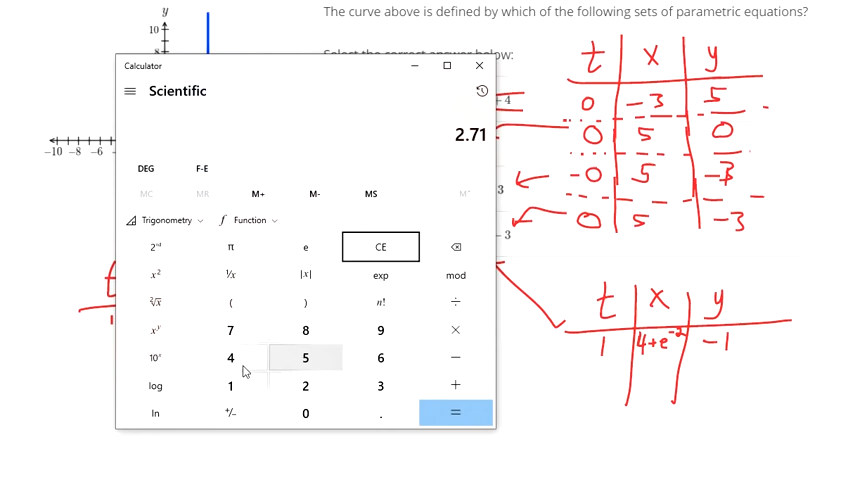 The curve above is defined by which of the following sets of parametric equations?
y
10
8
-10 -8 -6
ow:
Calculator
Scientific
2.71
DEG F-E
MC MR M+ M- MS M˅
Trigonometry Function
2ⁿᵈ π e CE
x² ¹/x |x| exp mod
²√x ( ) n! ÷
xʸ 7 8 9 ×
10ˣ 4 5 6 −
log 1 2 3 +
ln +/- 0 . =
4
3
- 3
t x y
0 -3 5
0 5 0
-0 5 -3
0 5 -3
t x y
1 4+e⁻² -1